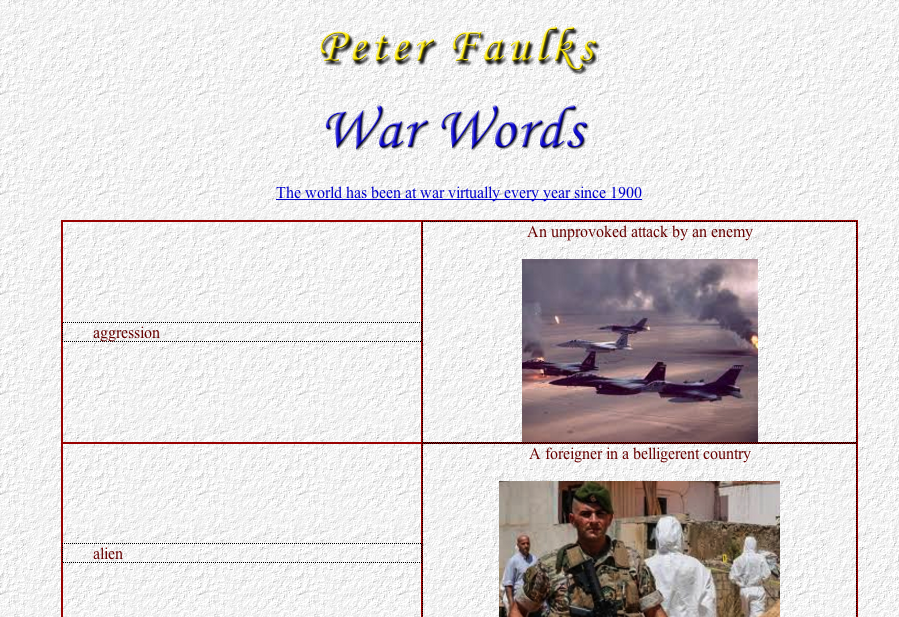 Peter Faulks
War Words
The world has been at war virtually every year since 1900
An unprovoked attack by an enemy
aggression
A foreigner in a belligerent country
alien